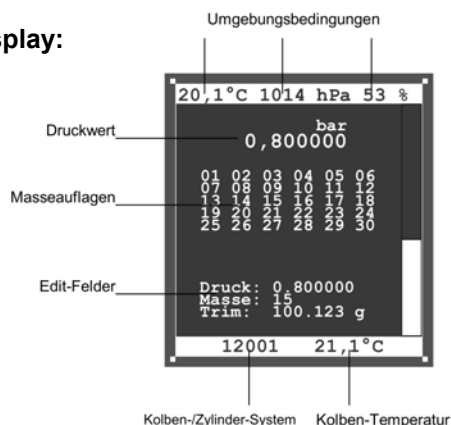 Umgebungsbedingungen
splay:
20,1°C 1014 hPa 53 %
bar
Druckwert
0,800000
01 02 03 04 05 06
07 08 09 10 11 12
Masseauflagen
13 14 15 16 17 18
19 20 21 22 23 24
25 26 27 28 29 30
Edit-Felder
Druck: 0.800000
Masse: 15
Trim: 100.123 g
12001 21,1°C
Kolben-/Zylinder-System Kolben-Temperatur